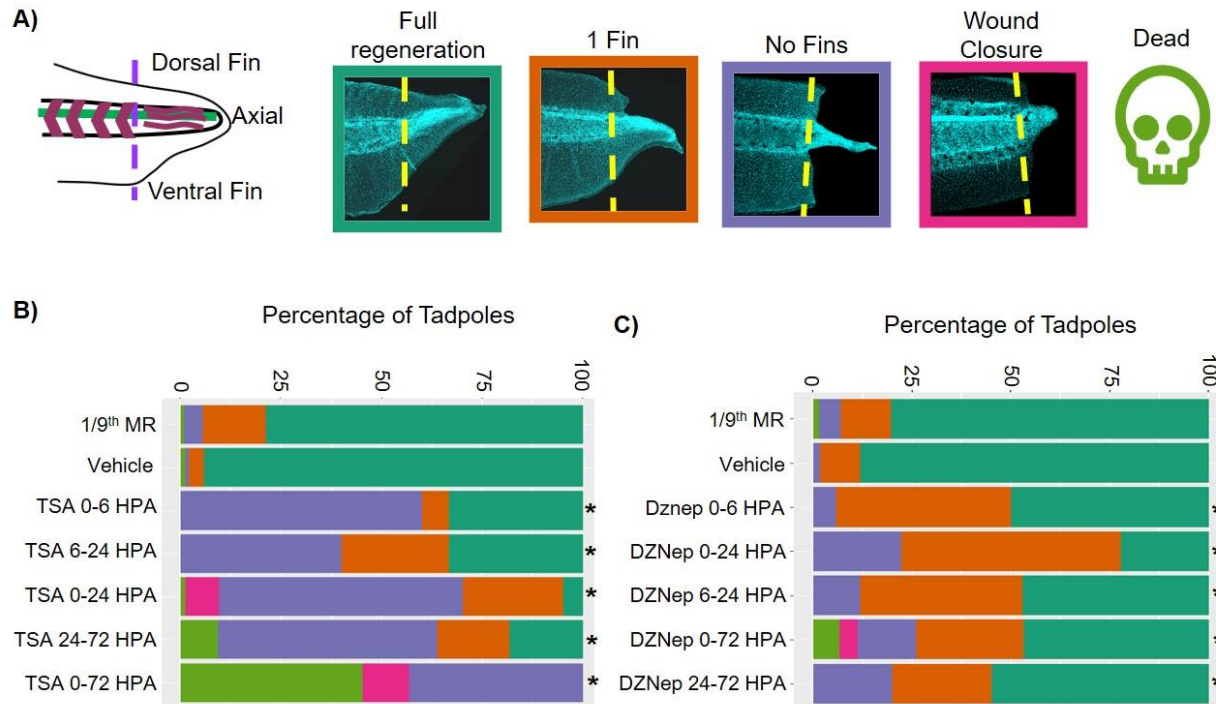 A)
Dorsal Fin
Axial
Ventral Fin
Full
regeneration
1 Fin
No Fins
Wound
Closure
Dead
B)
Percentage of Tadpoles
0 25 50 75 100
1/9th MR
Vehicle
TSA 0-6 HPA *
TSA 6-24 HPA *
TSA 0-24 HPA *
TSA 24-72 HPA *
TSA 0-72 HPA *
C)
Percentage of Tadpoles
0 25 50 75 100
1/9th MR
Vehicle
Dznep 0-6 HPA *
DZNep 0-24 HPA *
DZNep 6-24 HPA *
DZNep 0-72 HPA *
DZNep 24-72 HPA *